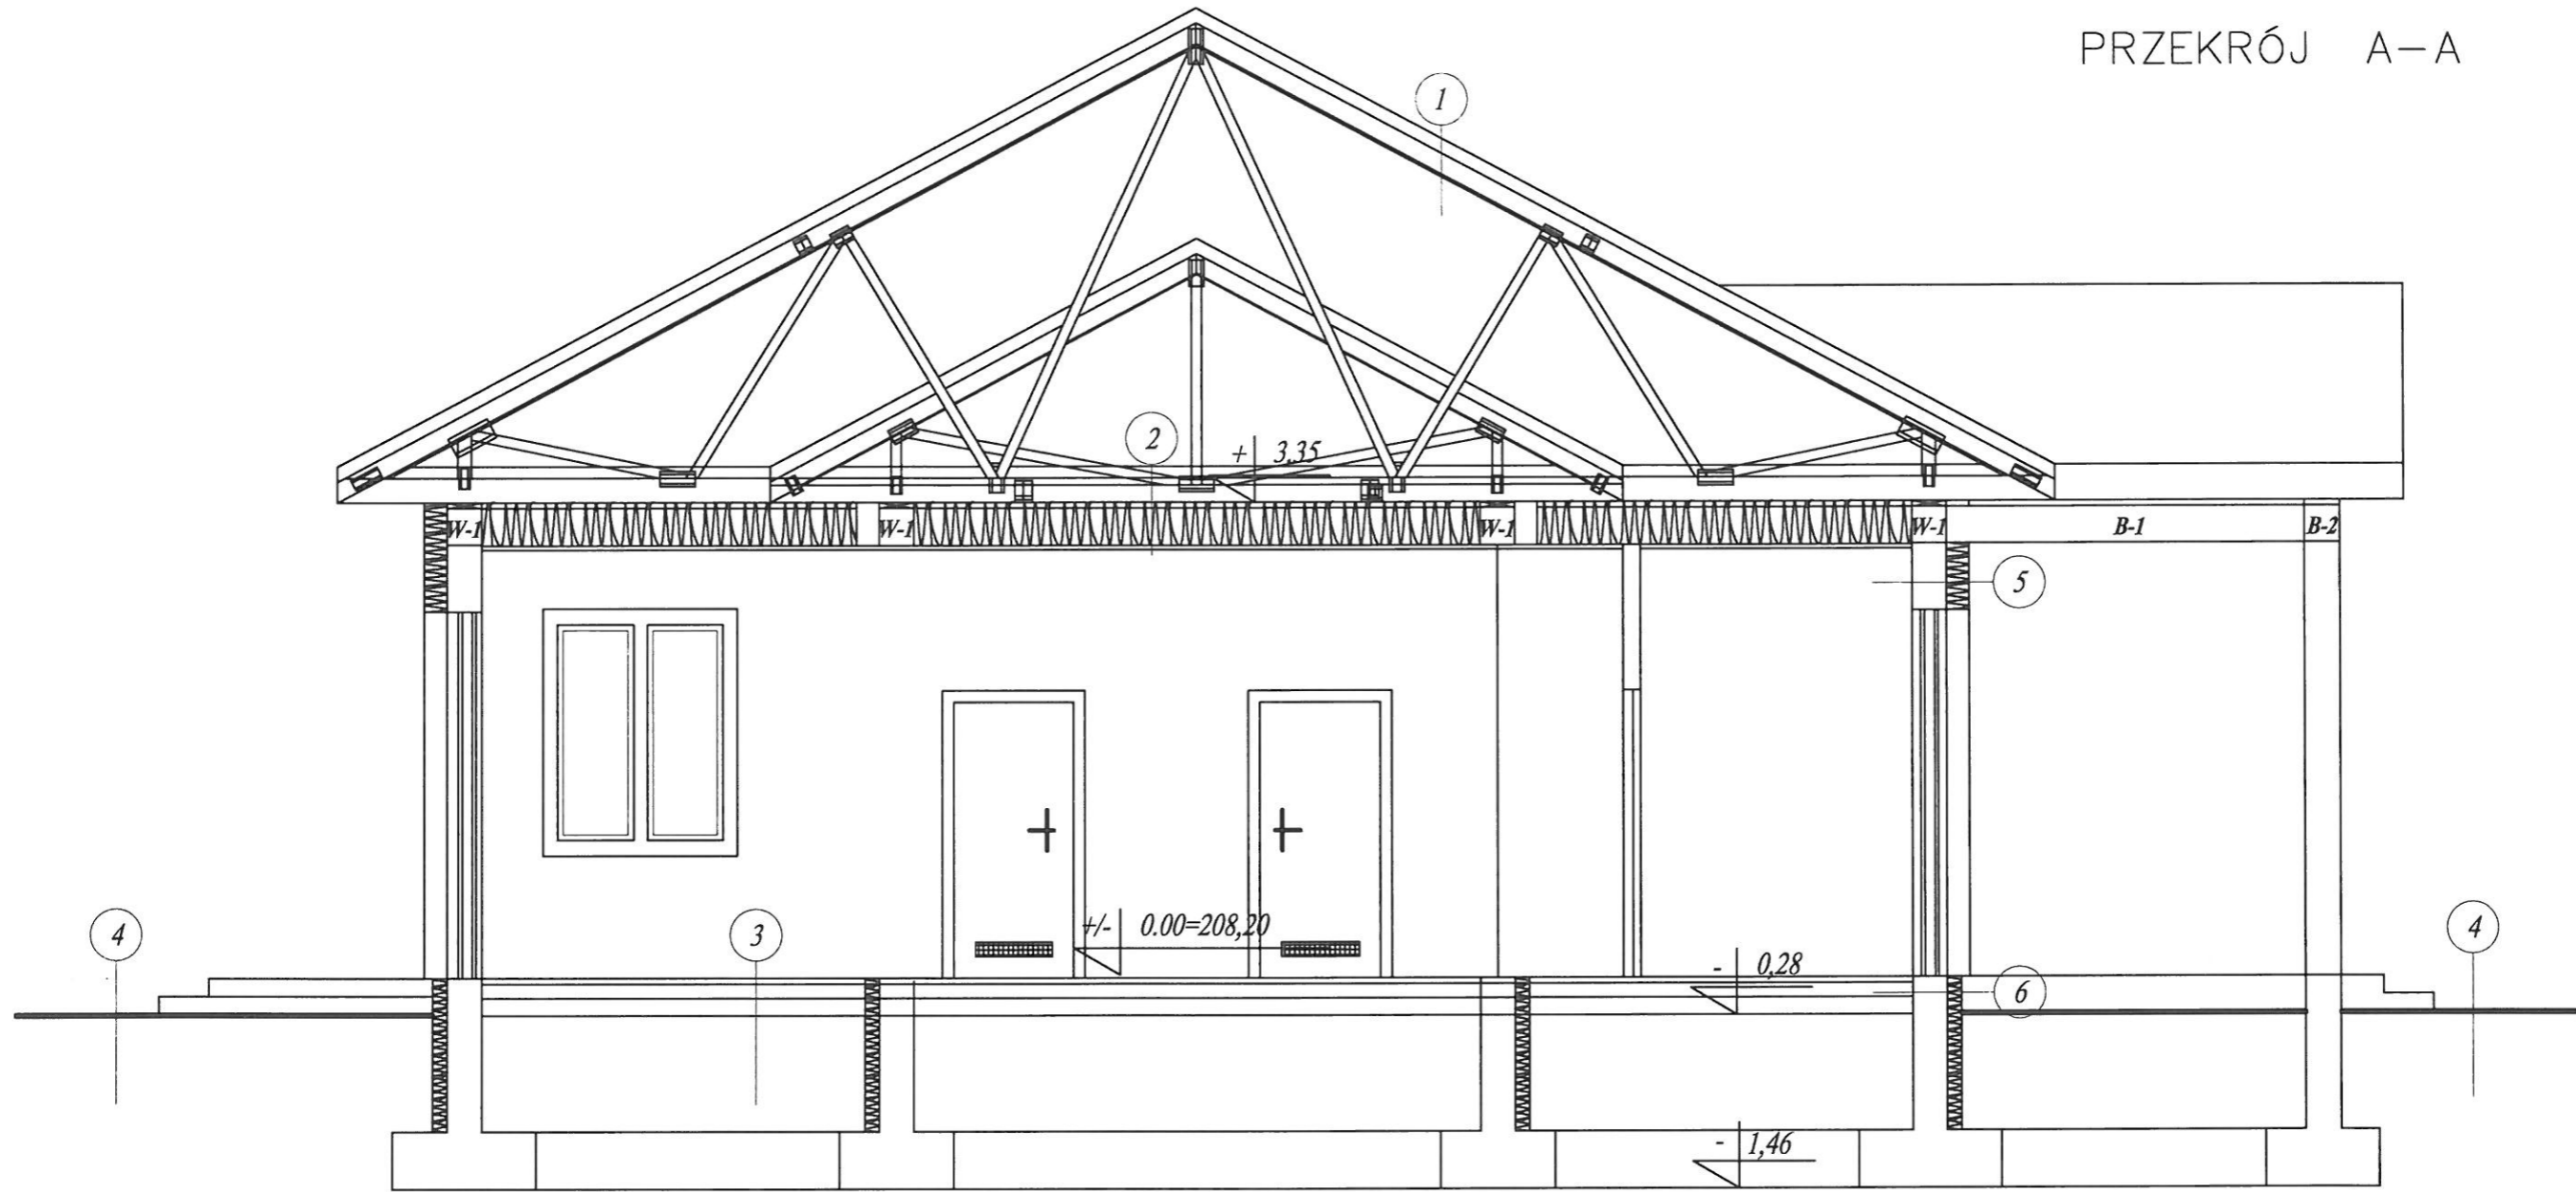 PRZEKRÓJ A-A
1
2
+ 3.35
W-1
W-1
W-1
W-1
B-1
B-2
5
4
3
+/- 0.00=208,20
- 0,28
6
4
- 1,46